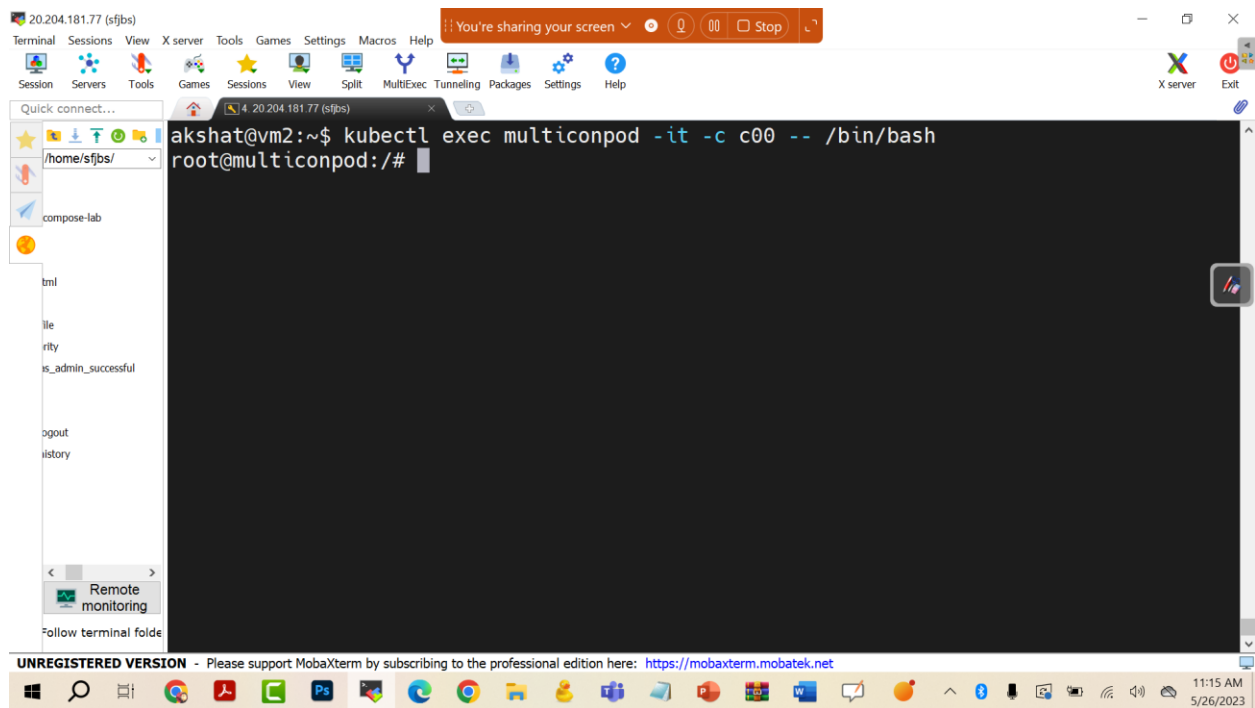 20.204.181.77 (sfjbs)
You're sharing your screen Stop
Terminal Sessions View X server Tools Games Settings Macros Help
Session Servers Tools Games Sessions View Split MultiExec Tunneling Packages Settings Help X server Exit
Quick connect...
4. 20.204.181.77 (sfjbs)
/home/sfjbs/
akshat@vm2:~$ kubectl exec multiconpod -it -c c00 -- /bin/bash
root@multiconpod:/#
compose-lab
tml
ile
rity
as_admin_successful
ogout
istory
Remote
monitoring
Follow terminal folde
UNREGISTERED VERSION - Please support MobaXterm by subscribing to the professional edition here: https://mobaxterm.mobatek.net
Ps
11:15 AM
5/26/2023